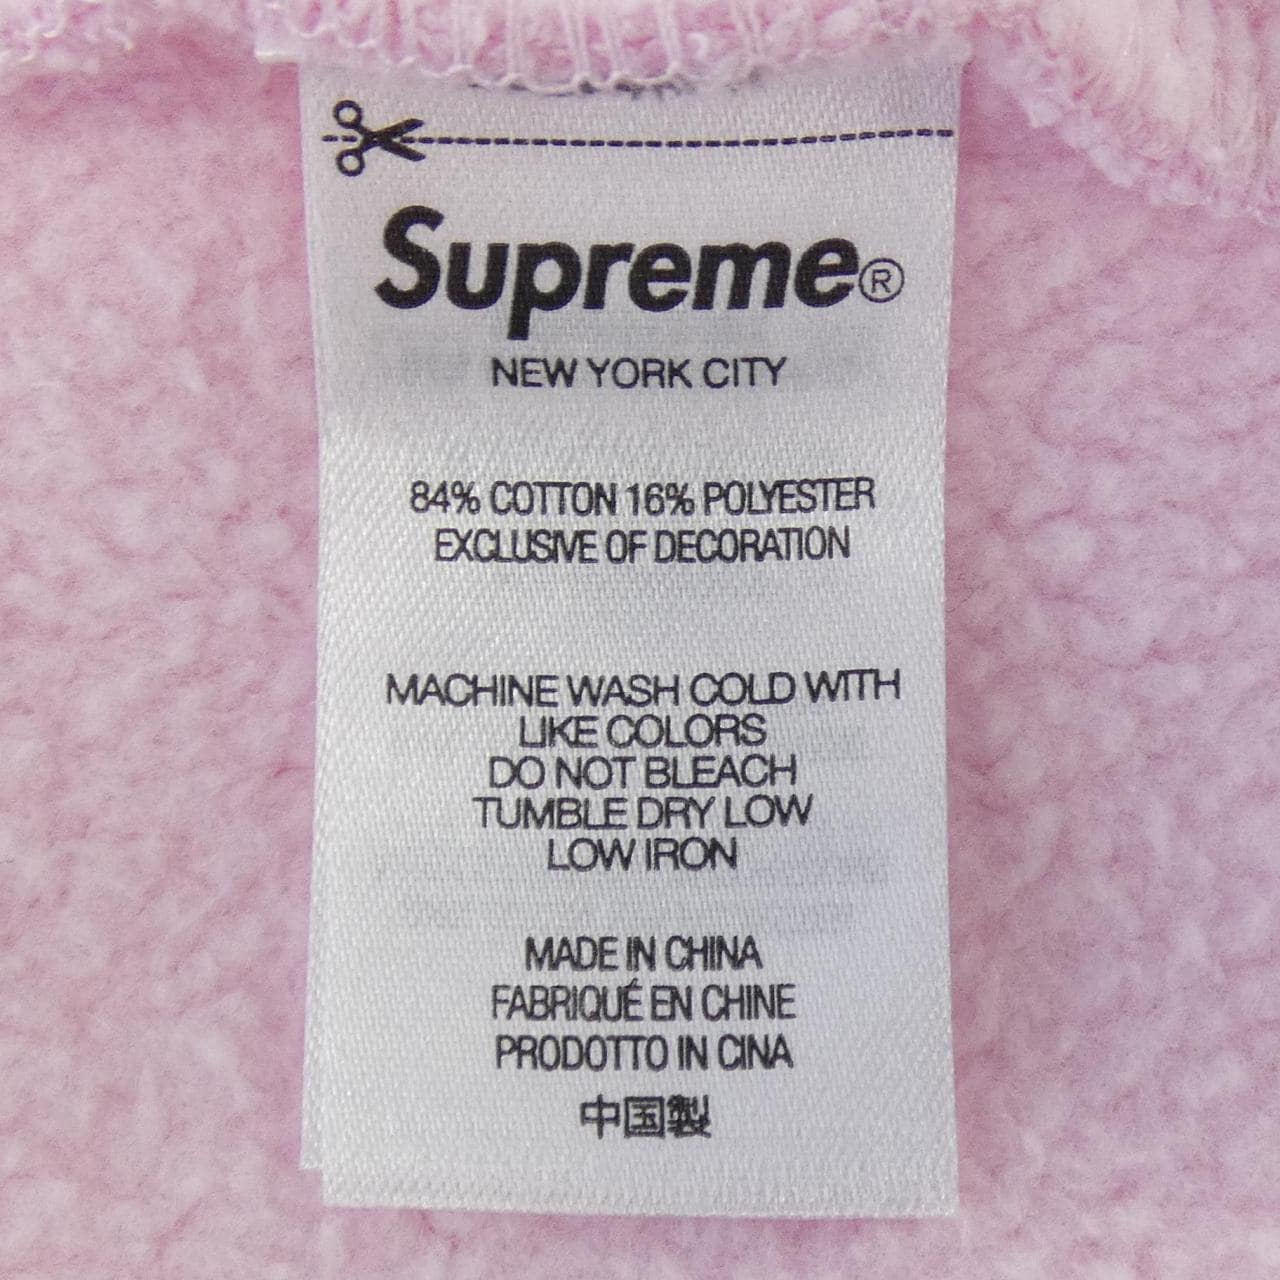 Supreme®
NEW YORK CITY
84% COTTON 16% POLYESTER
EXCLUSIVE OF DECORATION
MACHINE WASH COLD WITH
LIKE COLORS
DO NOT BLEACH
TUMBLE DRY LOW
LOW IRON
MADE IN CHINA
FABRIQUÉ EN CHINE
PRODOTTO IN CINA
中国製